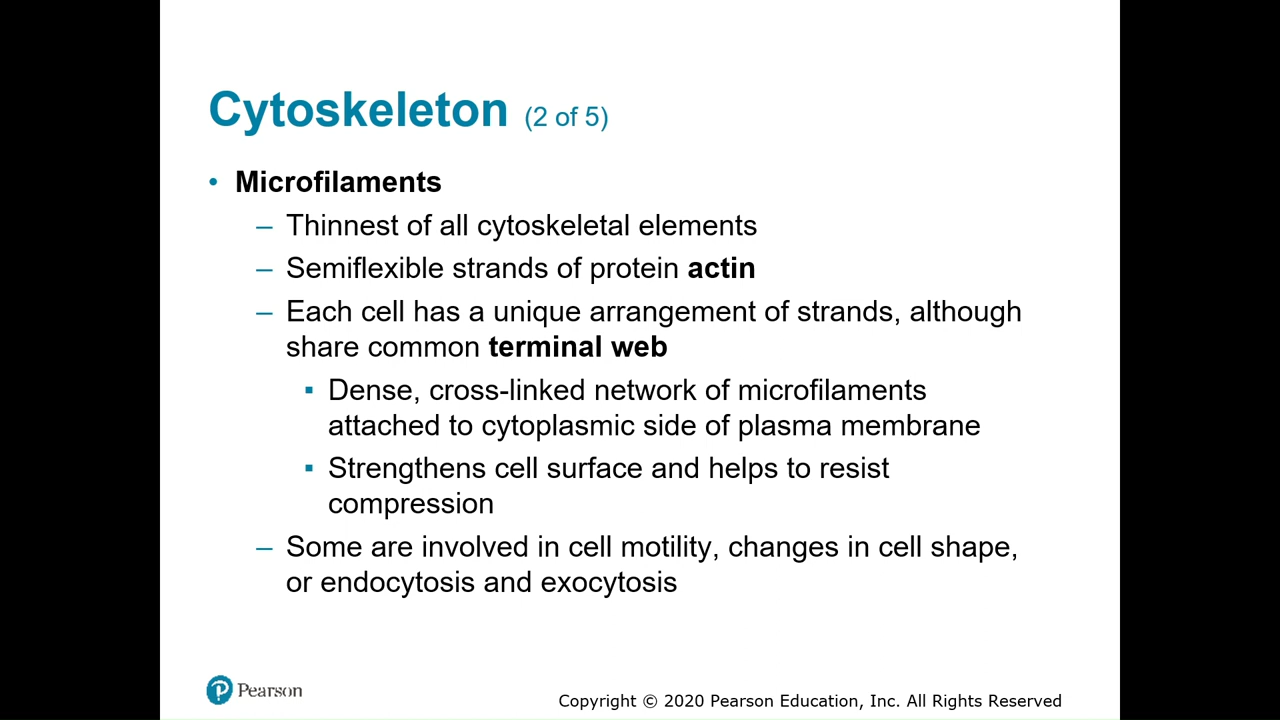 Cytoskeleton (2 of 5)
• Microfilaments
– Thinnest of all cytoskeletal elements
– Semiflexible strands of protein actin
– Each cell has a unique arrangement of strands, although
share common terminal web
▪ Dense, cross-linked network of microfilaments
attached to cytoplasmic side of plasma membrane
▪ Strengthens cell surface and helps to resist
compression
– Some are involved in cell motility, changes in cell shape,
or endocytosis and exocytosis
P Pearson
Copyright © 2020 Pearson Education, Inc. All Rights Reserved